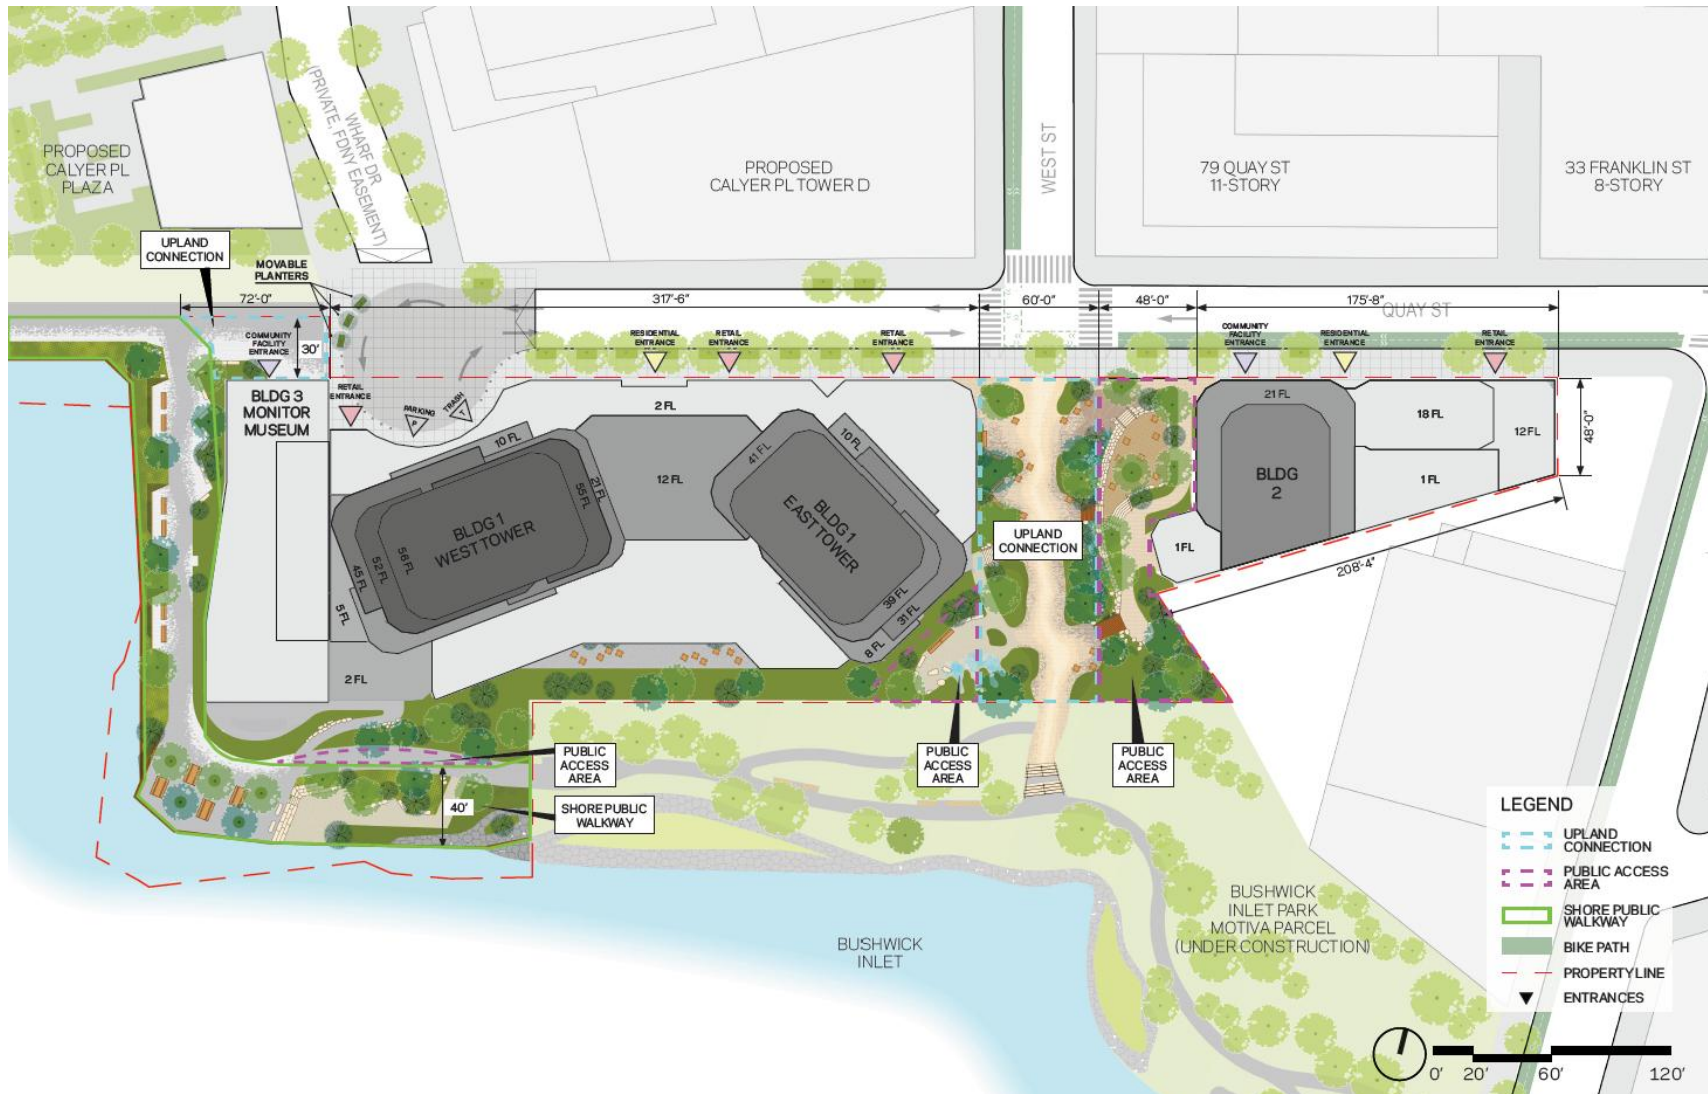 PROPOSED
CALYER PL
PLAZA
WHARF DR
(PRIVATE, FDNY EASEMENT)
PROPOSED
CALYER PL TOWER D
WEST ST
79 QUAY ST
11-STORY
33 FRANKLIN ST
8-STORY
UPLAND
CONNECTION
MOVABLE
PLANTERS
72'-0"
317'-6"
60'-0"
48'-0"
175'-8"
QUAY ST
COMMUNITY
FACILITY
ENTRANCE
30'
RESIDENTIAL
ENTRANCE
RETAIL
ENTRANCE
RETAIL
ENTRANCE
COMMUNITY
FACILITY
ENTRANCE
RESIDENTIAL
ENTRANCE
RETAIL
ENTRANCE
BLDG 3
MONITOR
MUSEUM
RETAIL
ENTRANCE
PARKING
P
TRASH
T
2 FL
10 FL
41 FL
10 FL
21 FL
18 FL
12 FL
48'-0"
BLDG 1
WEST TOWER
55 FL
21 FL
12 FL
BLDG 1
EAST TOWER
BLDG
2
1 FL
56 FL
52 FL
45 FL
5 FL
UPLAND
CONNECTION
1 FL
208'-4"
39 FL
31 FL
8 FL
2 FL
PUBLIC
ACCESS
AREA
PUBLIC
ACCESS
AREA
PUBLIC
ACCESS
AREA
40'
SHORE PUBLIC
WALKWAY
BUSHWICK
INLET
BUSHWICK
INLET PARK
MOTIVA PARCEL
(UNDER CONSTRUCTION)
LEGEND
UPLAND
CONNECTION
PUBLIC ACCESS
AREA
SHORE PUBLIC
WALKWAY
BIKE PATH
PROPERTY LINE
ENTRANCES
0' 20' 60' 120'